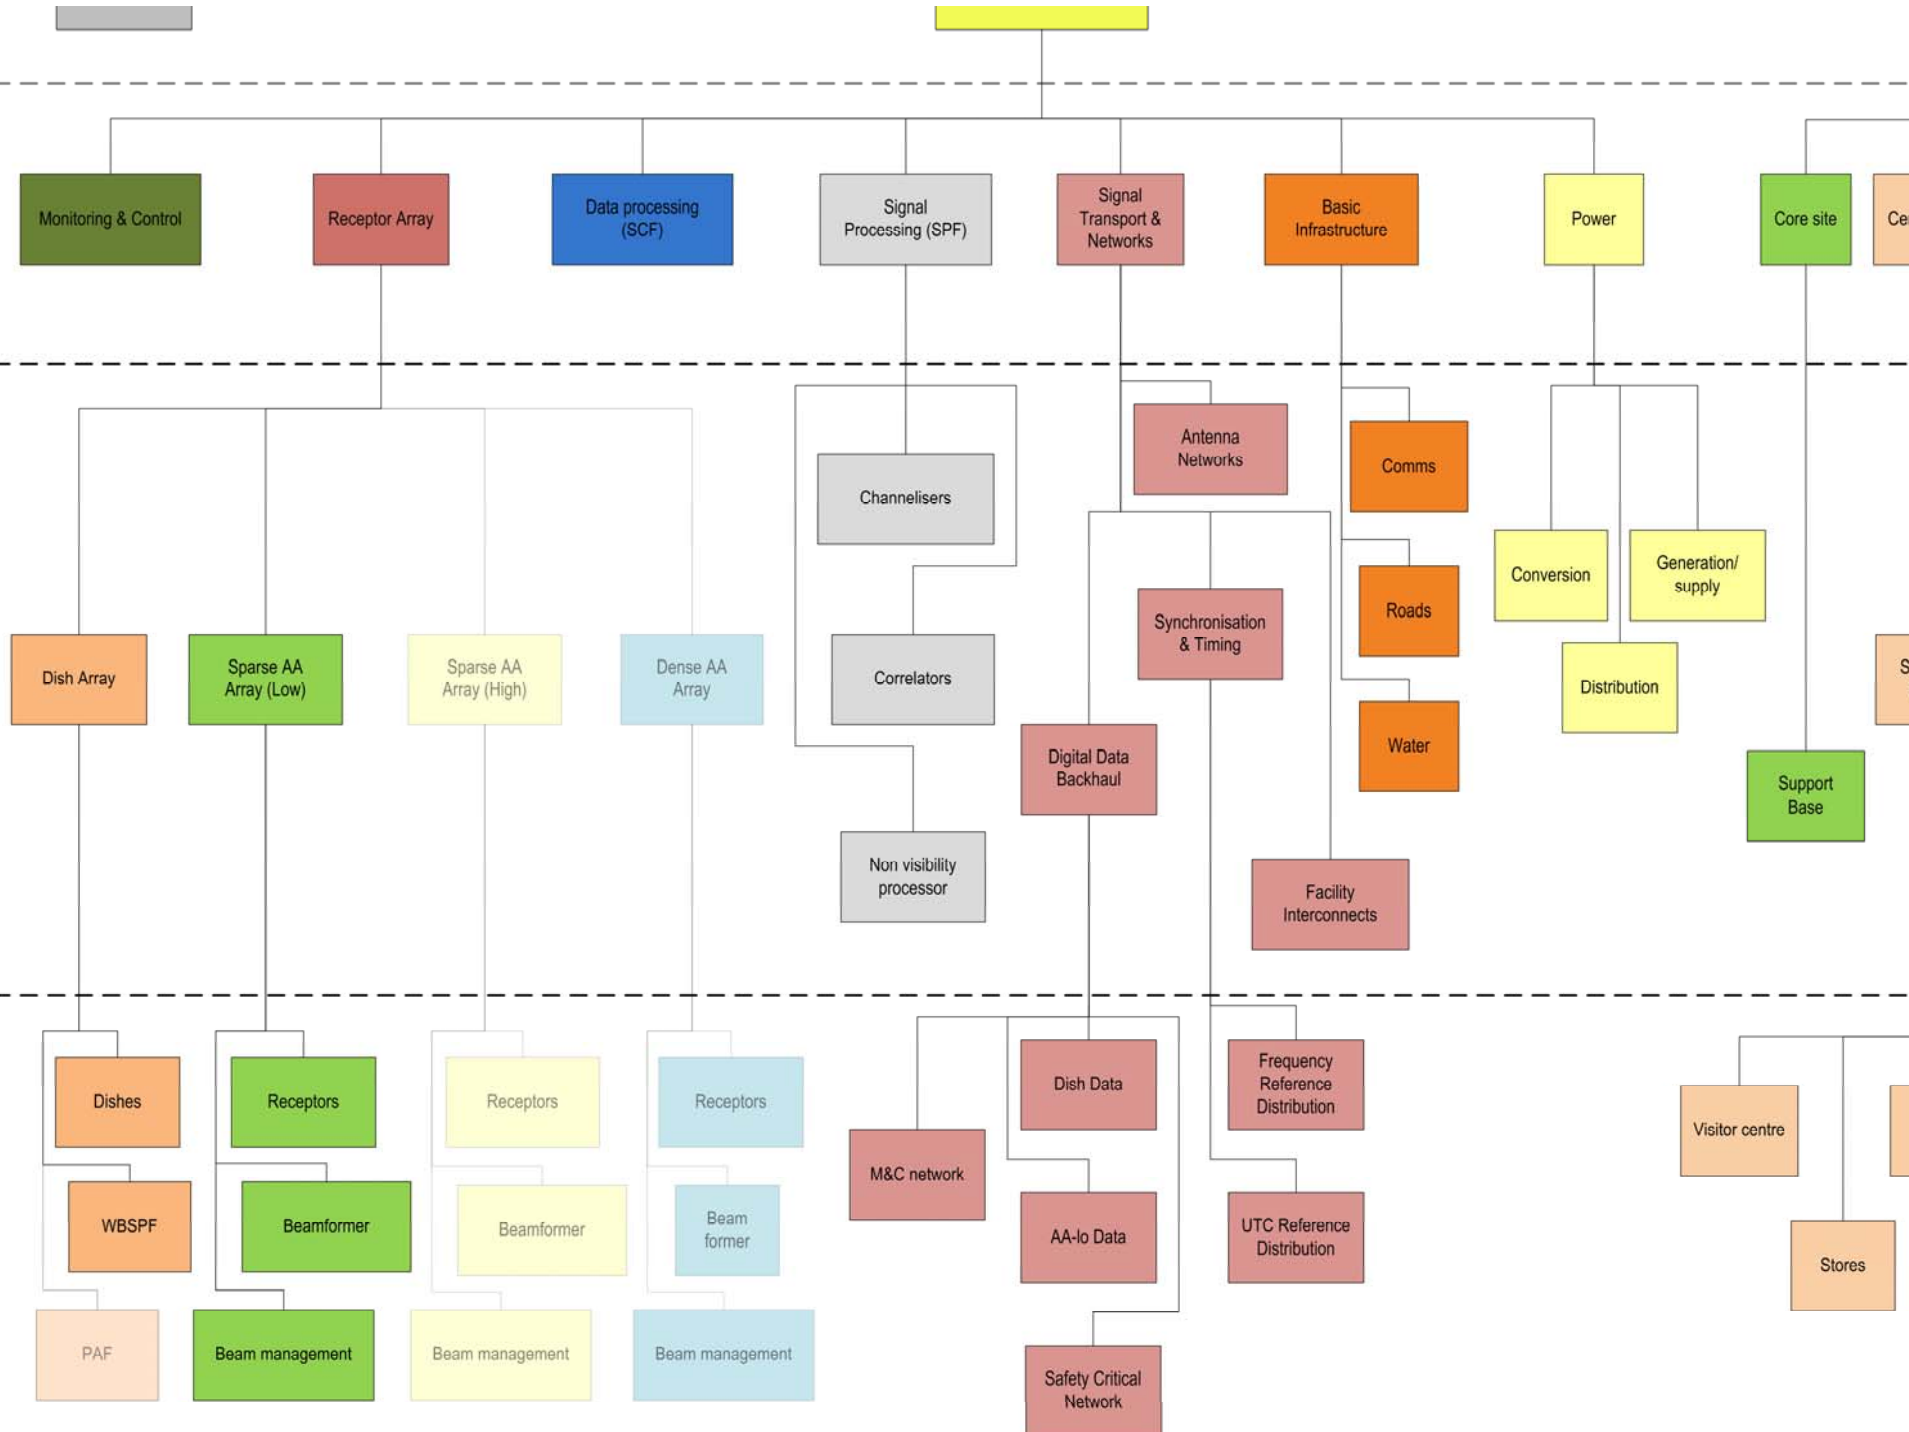 Monitoring & Control
Receptor Array
Data processing
(SCF)
Signal
Processing (SPF)
Signal
Transport &
Networks
Basic
Infrastructure
Power
Core site
Antenna
Networks
Comms
Channelisers
Conversion
Generation/
supply
Roads
Synchronisation
& Timing
Dish Array
Sparse AA
Array (Low)
Sparse AA
Array (High)
Dense AA
Array
Correlators
Distribution
Water
Digital Data
Backhaul
Support
Base
Non visibility
processor
Facility
Interconnects
Dishes
Receptors
Receptors
Receptors
Dish Data
Frequency
Reference
Distribution
Visitor centre
M&C network
WBSPF
Beamformer
Beamformer
Beam
former
AA-lo Data
UTC Reference
Distribution
Stores
PAF
Beam management
Beam management
Beam management
Safety Critical
Network